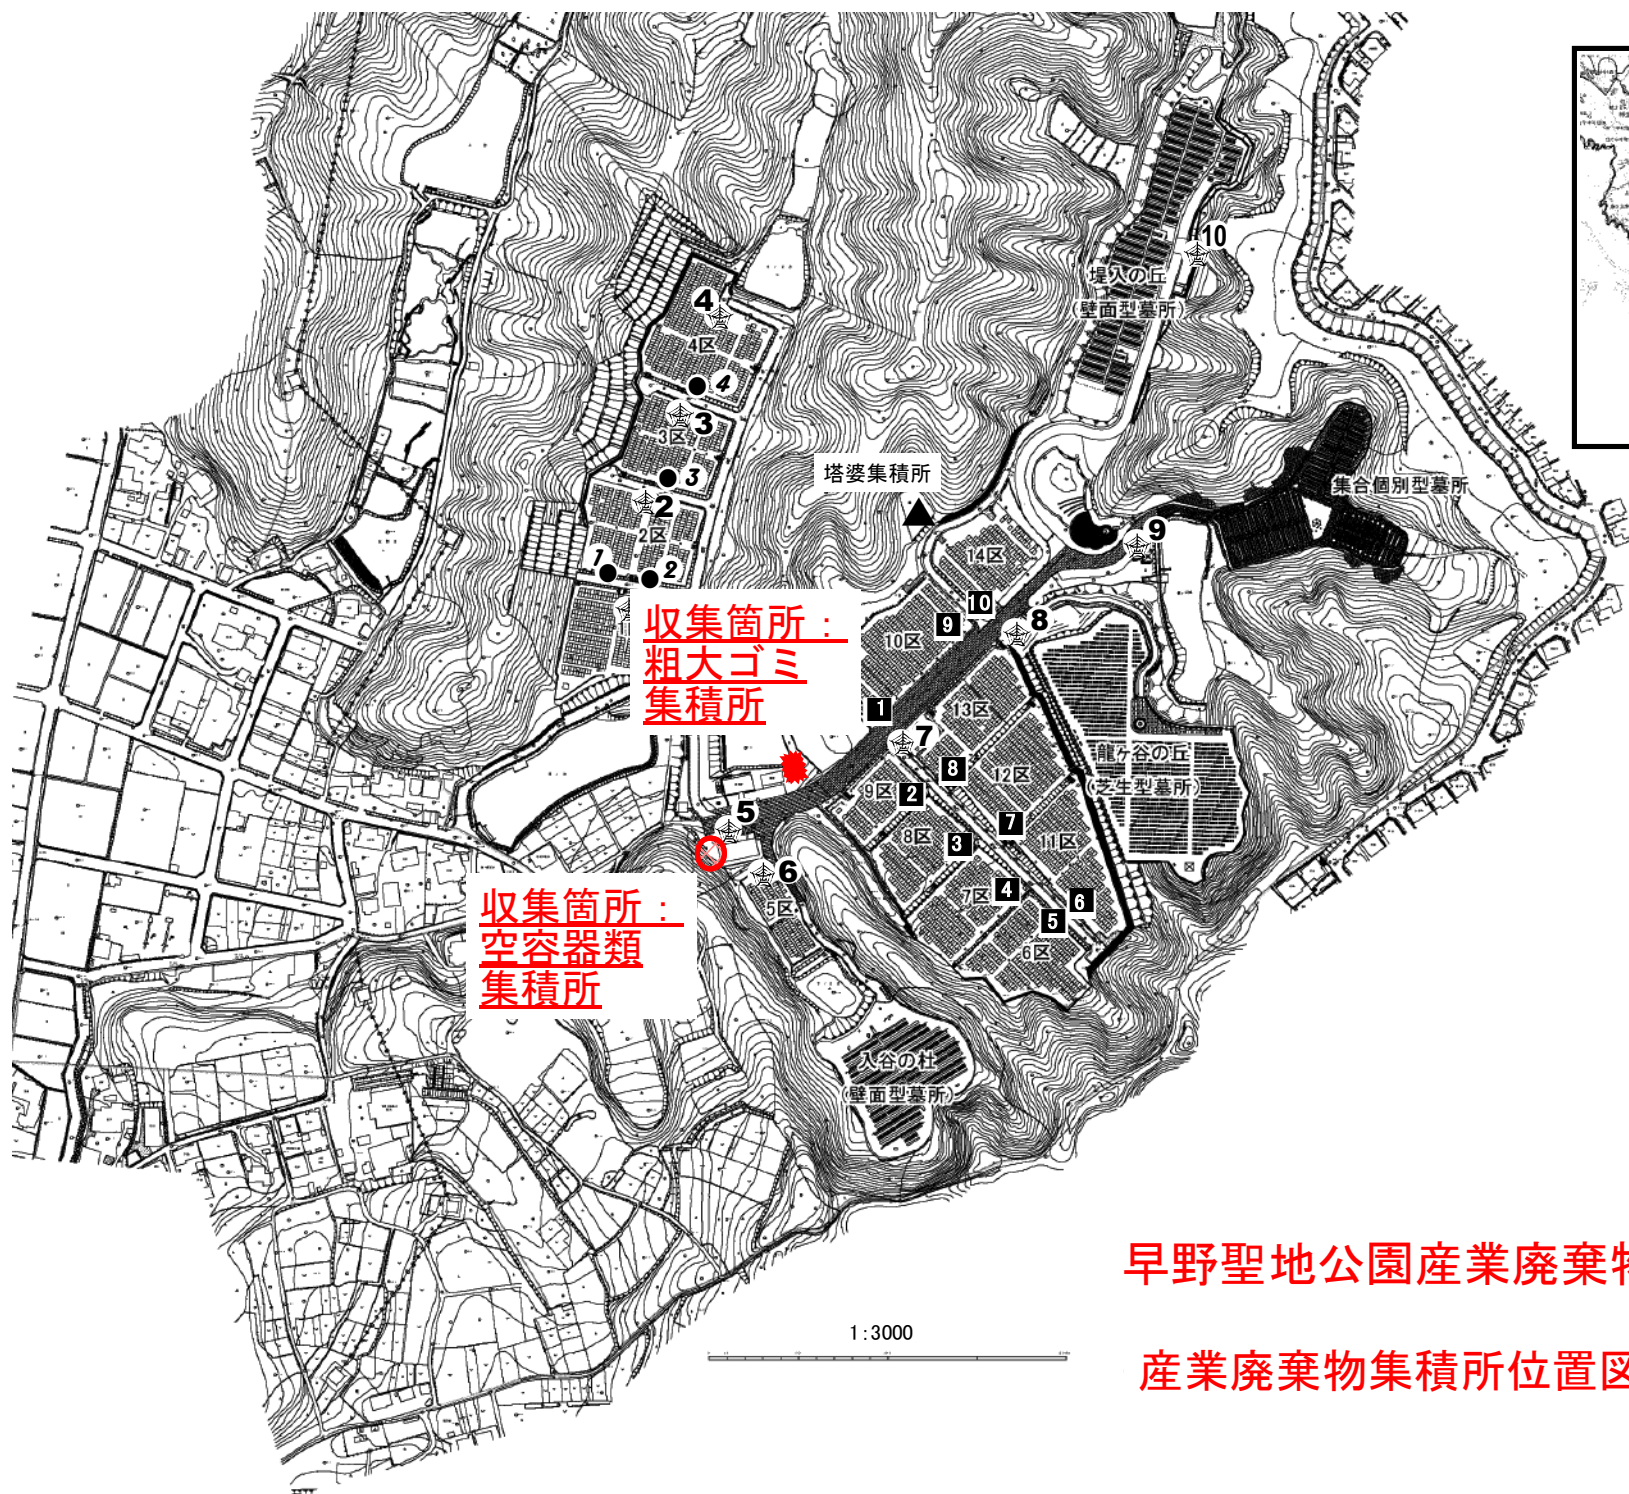 10
堤入の丘
(壁面型墓所)
4
4区
4
3
3区
3
塔婆集積所
集合個別型墓所
2
2区
1
2
9
14区
収集箇所：
粗大ゴミ
集積所
10
9
8
10区
1
13区
7
龍ヶ谷の丘
(芝生型墓所)
8
12区
9区
2
5
7
3
8区
11区
6
4
7区
6
5
5区
6区
収集箇所：
空容器類
集積所
入谷の杜
(壁面型墓所)
早野聖地公園産業廃棄物
1:3000
産業廃棄物集積所位置図